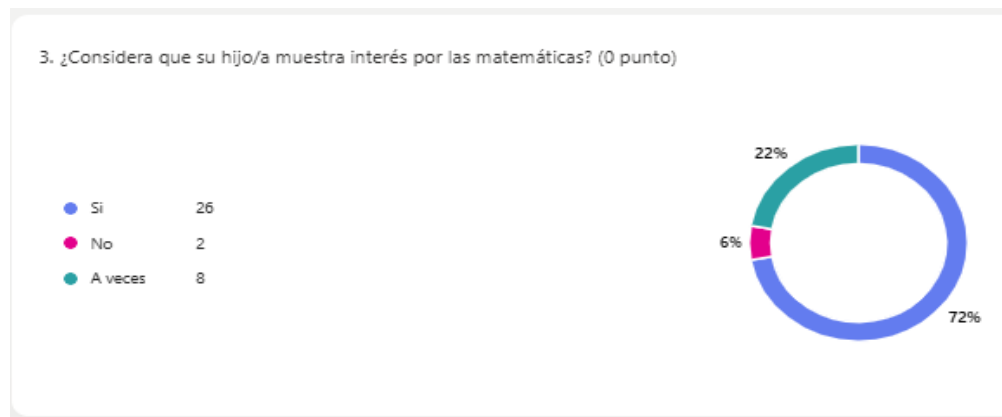 3. ¿Considera que su hijo/a muestra interés por las matemáticas? (0 punto)
22%
Si 26
No 2
6%
A veces 8
72%